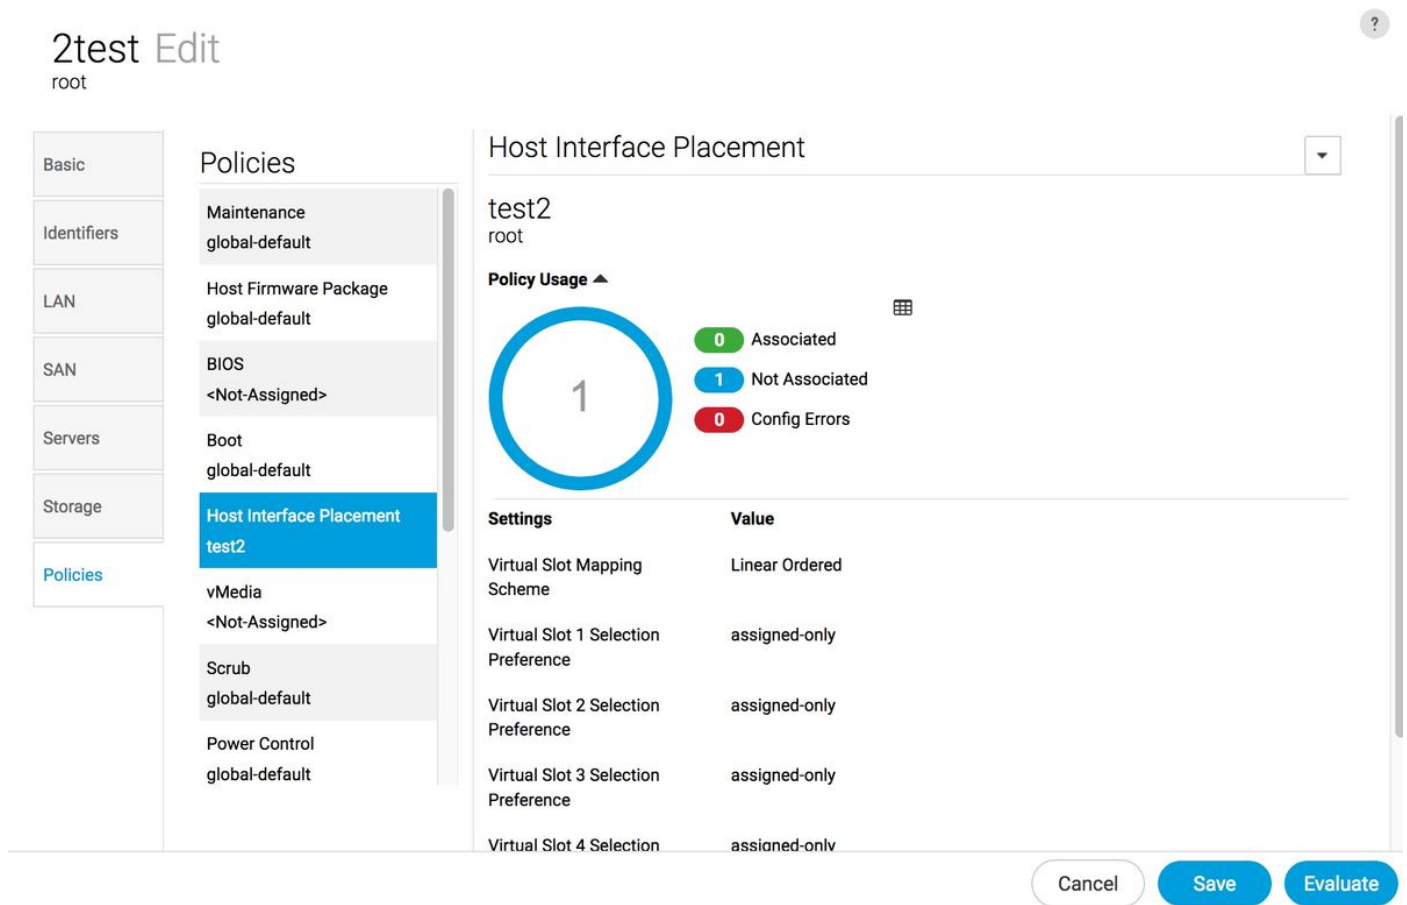 ?
2test Edit
root
Basic
Identifiers
LAN
SAN
Servers
Storage
Policies
Policies
Maintenance
global-default
Host Firmware Package
global-default
BIOS
<Not-Assigned>
Boot
global-default
Host Interface Placement
test2
vMedia
<Not-Assigned>
Scrub
global-default
Power Control
global-default
Host Interface Placement
test2
root
Policy Usage
1
0 Associated
1 Not Associated
0 Config Errors
Settings Value
Virtual Slot Mapping Linear Ordered
Scheme
Virtual Slot 1 Selection assigned-only
Preference
Virtual Slot 2 Selection assigned-only
Preference
Virtual Slot 3 Selection assigned-only
Preference
Virtual Slot 4 Selection assigned-only
Cancel Save Evaluate